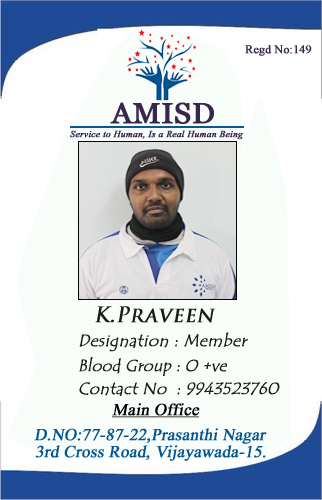 Regd No:149
AMISD
Service to Human, Is a Real Human Being
AMISD
K.PRAVEEN
Designation : Member
Blood Group : O +ve
Contact No : 9943523760
Main Office
D.NO:77-87-22,Prasanthi Nagar
3rd Cross Road, Vijayawada-15.